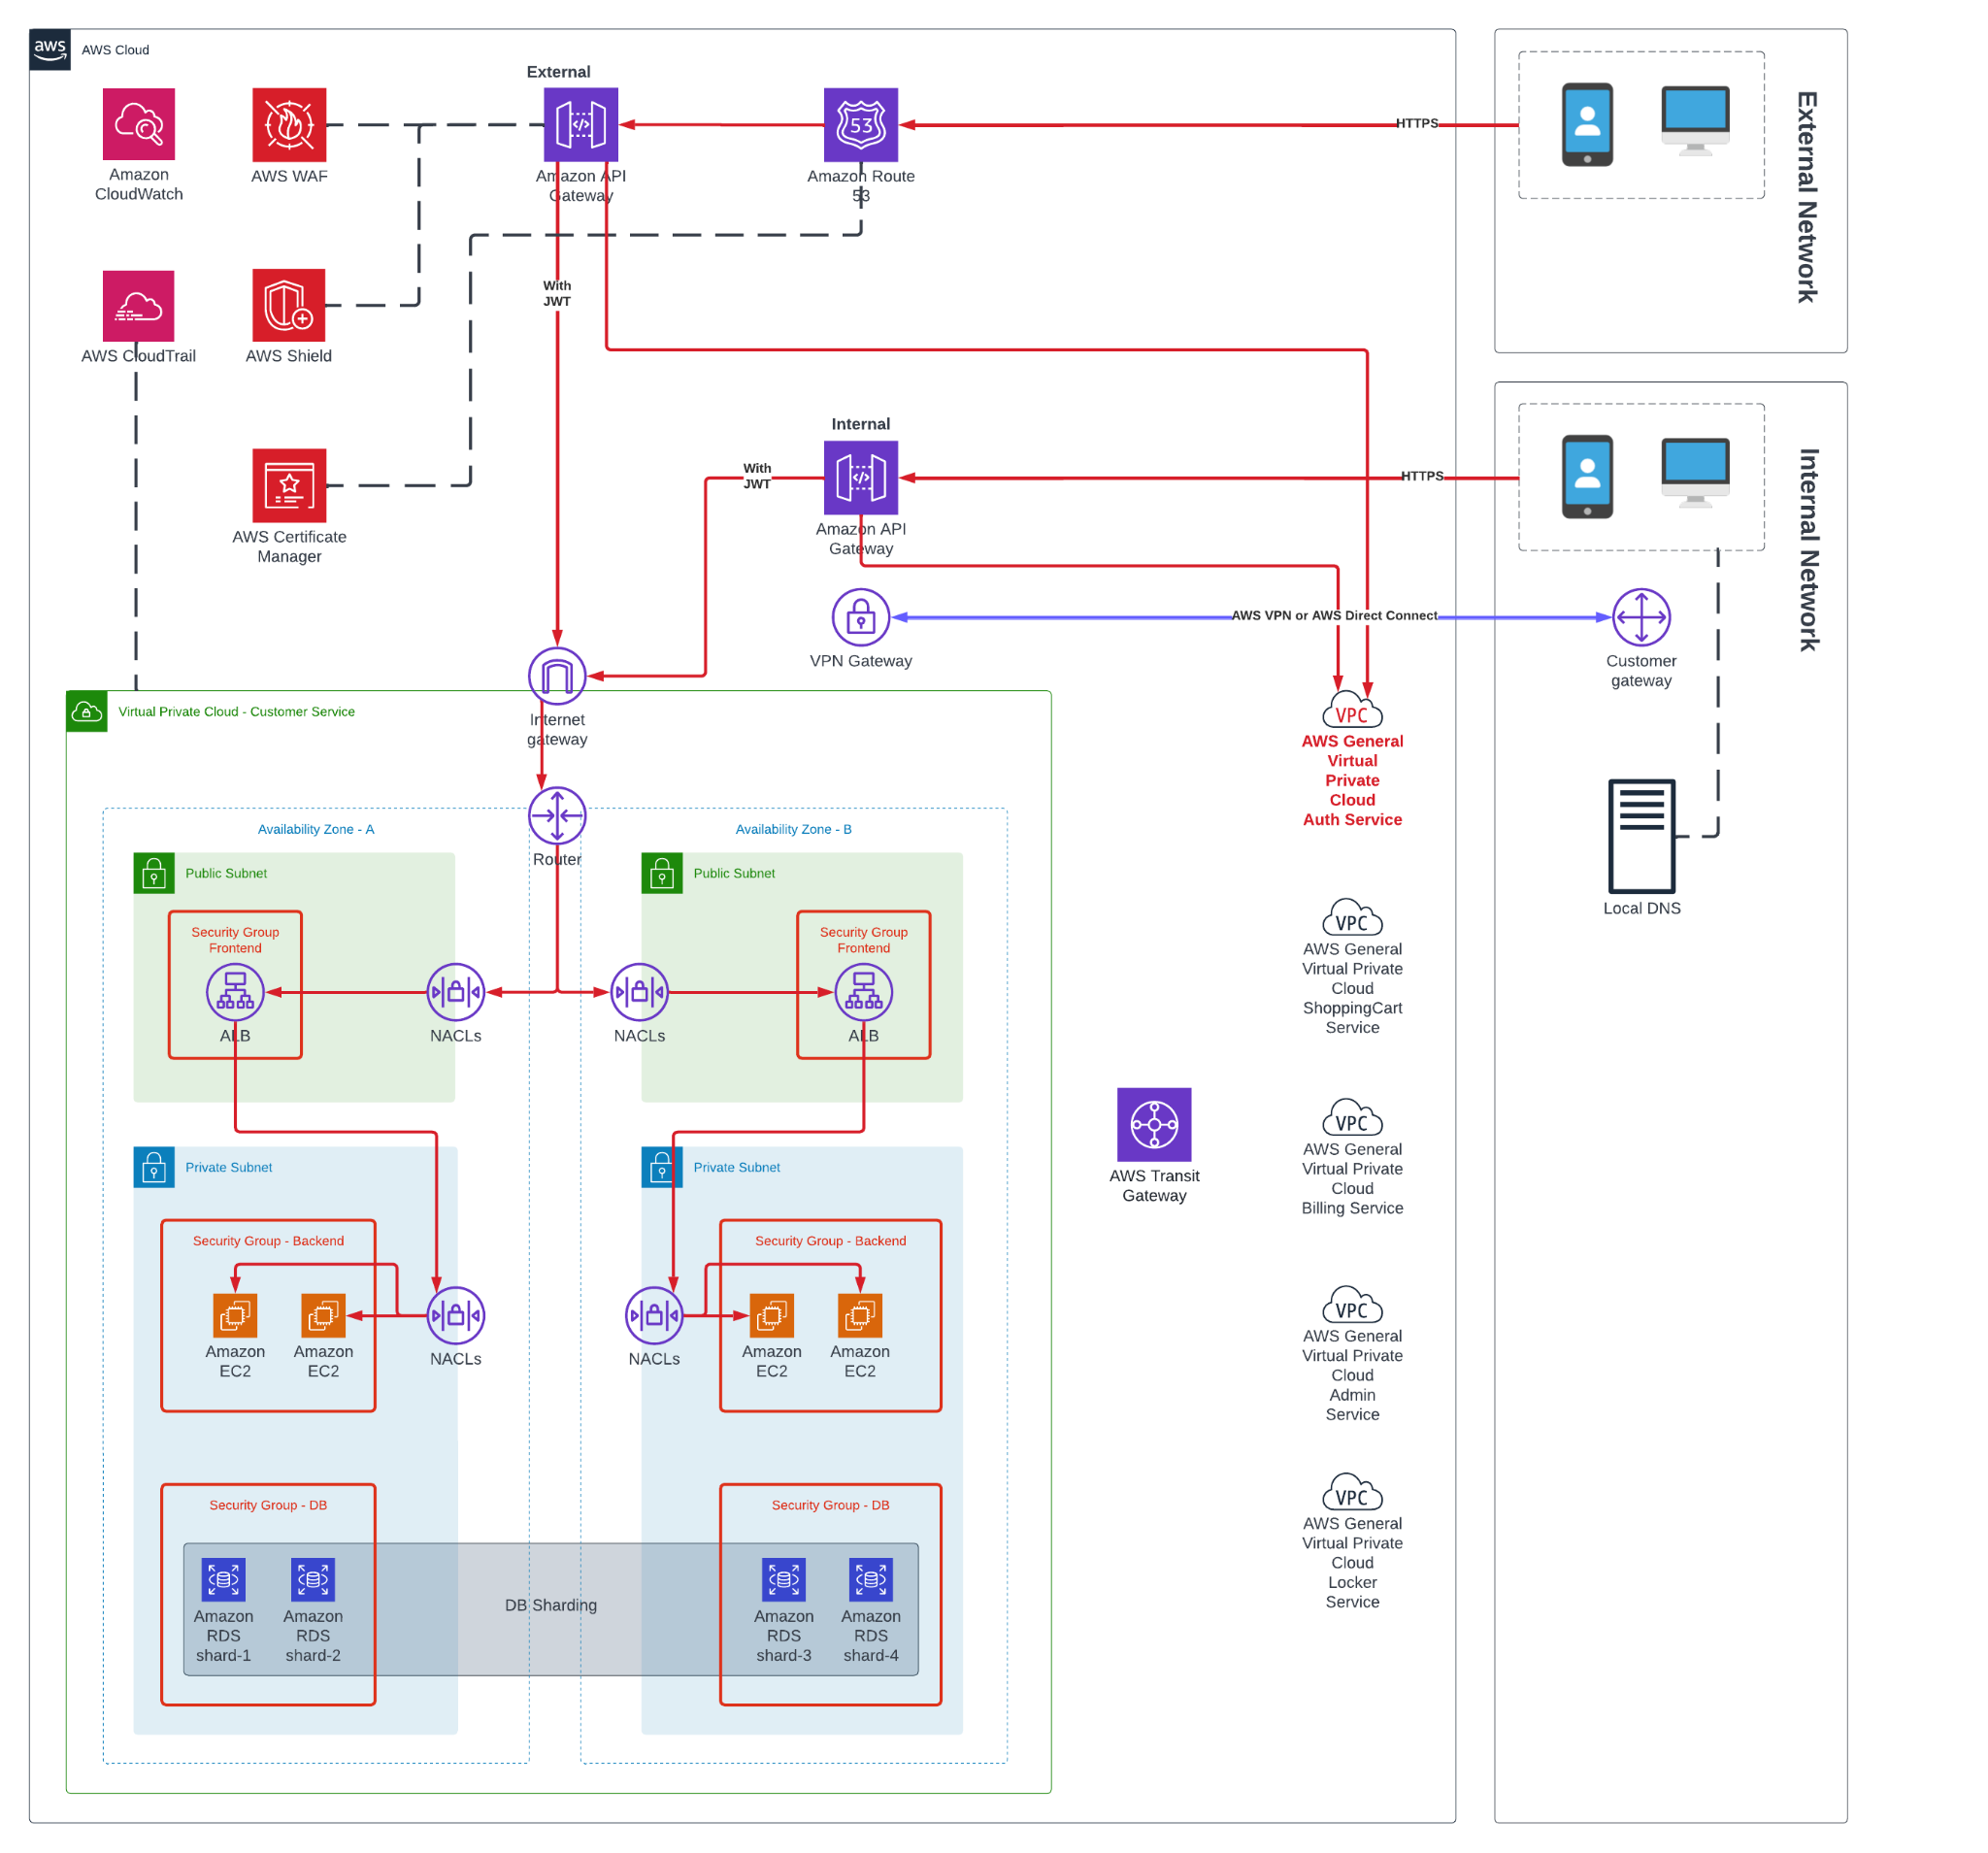 aws
AWS Cloud
External
Amazon
CloudWatch
AWS WAF
Amazon API
Gateway
53
Amazon Route
53
HTTPS
External Network
AWS CloudTrail
AWS Shield
With
JWT
AWS Certificate
Manager
Internal
With
JWT
Amazon API
Gateway
HTTPS
Internal Network
VPN Gateway
AWS VPN or AWS Direct Connect
Customer
gateway
Internet
gateway
Virtual Private Cloud - Customer Service
VPC
AWS General
Virtual
Private
Cloud
Auth Service
Local DNS
Availability Zone - A
Availability Zone - B
Router
Public Subnet
Public Subnet
Security Group
Frontend
Security Group
Frontend
ALB
NACLs
NACLs
ALB
VPC
AWS General
Virtual Private
Cloud
ShoppingCart
Service
AWS Transit
Gateway
VPC
AWS General
Virtual Private
Cloud
Billing Service
Private Subnet
Private Subnet
Security Group - Backend
Security Group - Backend
Amazon
EC2
Amazon
EC2
NACLs
NACLs
Amazon
EC2
Amazon
EC2
VPC
AWS General
Virtual Private
Cloud
Admin
Service
Security Group - DB
Security Group - DB
Amazon
RDS
shard-1
Amazon
RDS
shard-2
DB Sharding
Amazon
RDS
shard-3
Amazon
RDS
shard-4
VPC
AWS General
Virtual Private
Cloud
Locker
Service